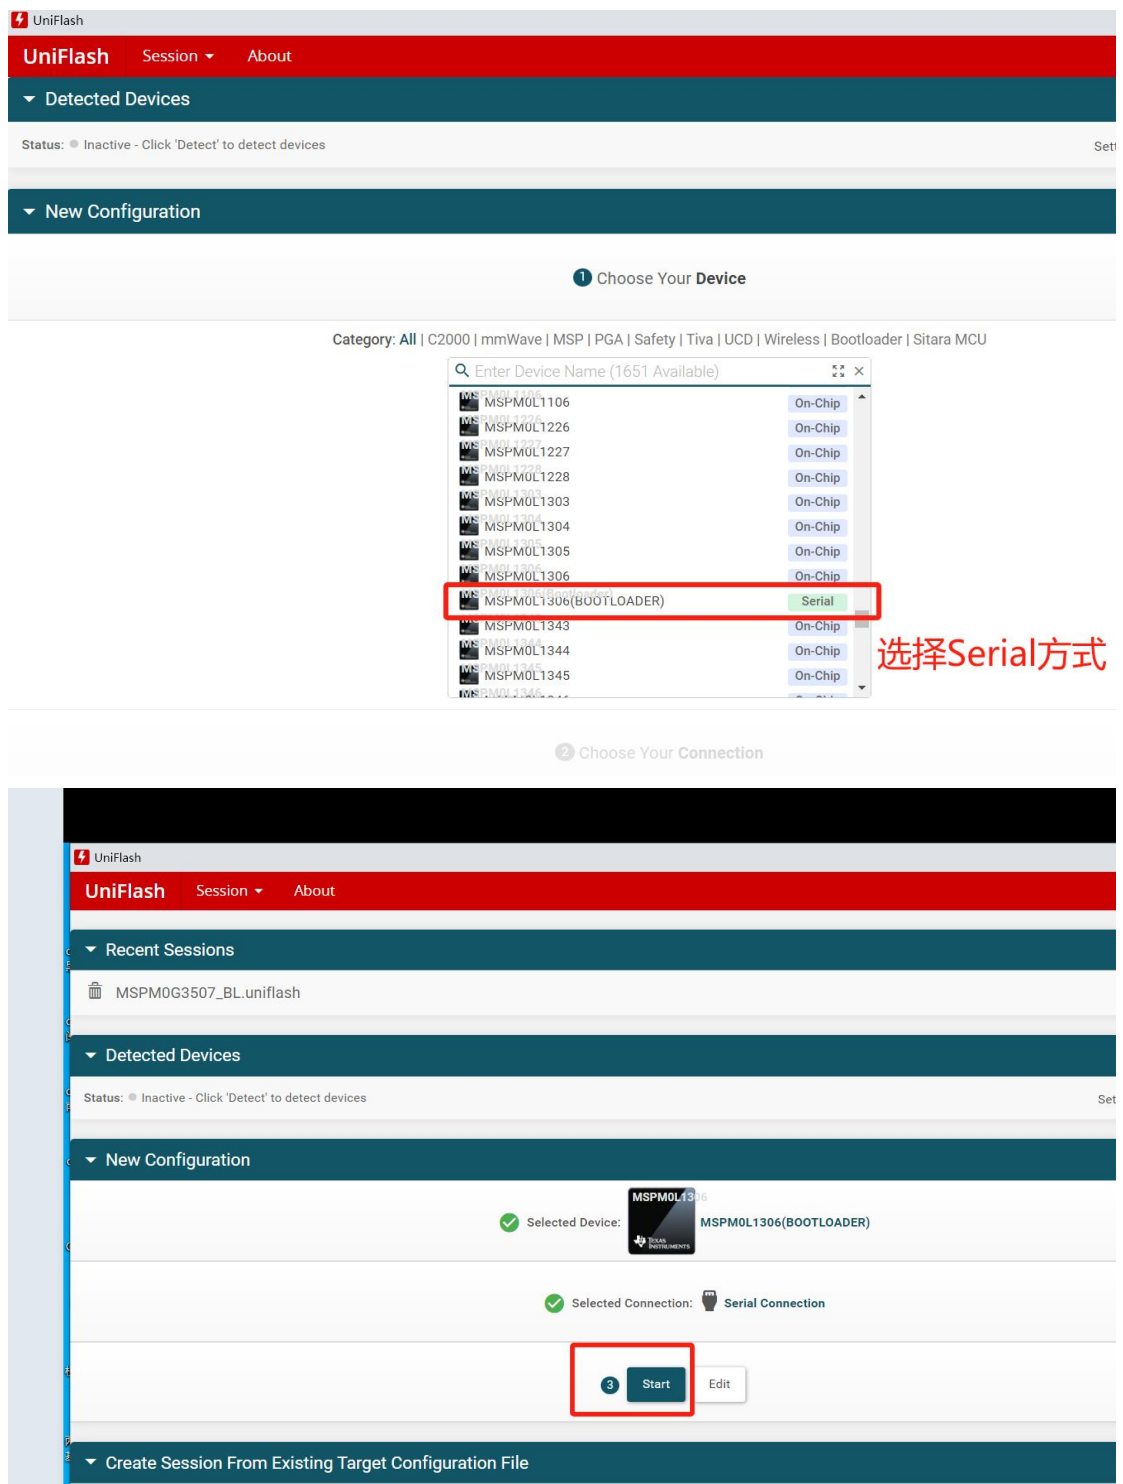 UniFlash
UniFlash Session About
Detected Devices
Status: Inactive - Click 'Detect' to detect devices
New Configuration
1 Choose Your Device
Category: All | C2000 | mmWave | MSP | PGA | Safety | Tiva | UCD | Wireless | Bootloader | Sitara MCU
Enter Device Name (1651 Available)
MSPM0L1106 On-Chip
MSPM0L1226 On-Chip
MSPM0L1227 On-Chip
MSPM0L1228 On-Chip
MSPM0L1303 On-Chip
MSPM0L1304 On-Chip
MSPM0L1305 On-Chip
MSPM0L1306 On-Chip
MSPM0L1306(BOOTLOADER) Serial
MSPM0L1343 On-Chip
MSPM0L1344 On-Chip
选择Serial方式
MSPM0L1345 On-Chip
2 Choose Your Connection
UniFlash
UniFlash Session About
Recent Sessions
MSPM0G3507_BL.uniflash
Detected Devices
Status: Inactive - Click 'Detect' to detect devices
New Configuration
MSPM0L1306
Selected Device: MSPM0L1306(BOOTLOADER)
TEXAS
INSTRUMENTS
Selected Connection: Serial Connection
3 Start Edit
Create Session From Existing Target Configuration File